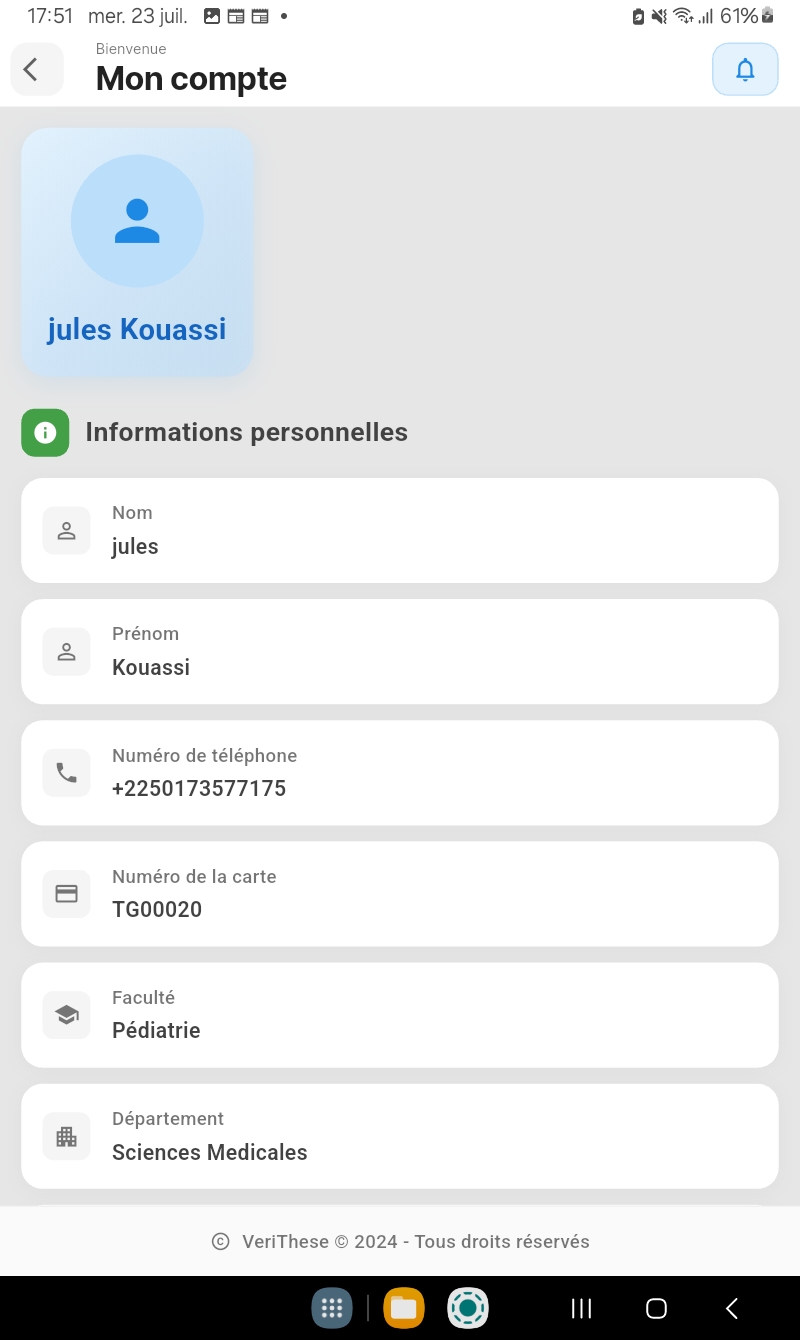 17:51 mer. 23 juil. 61%
Bienvenue
Mon compte
jules Kouassi
Informations personnelles
Nom
jules
Prénom
Kouassi
Numéro de téléphone
+2250173577175
Numéro de la carte
TG00020
Faculté
Pédiatrie
Département
Sciences Medicales
© VeriThese © 2024 - Tous droits réservés